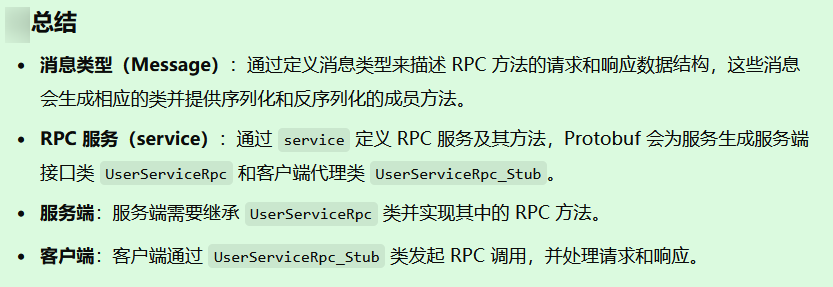 总结
• 消息类型（Message）：通过定义消息类型来描述 RPC 方法的请求和响应数据结构，这些消息
会生成相应的类并提供序列化和反序列化的成员方法。
• RPC 服务（service）：通过 service 定义 RPC 服务及其方法，Protobuf 会为服务生成服务端
接口类 UserServiceRpc 和客户端代理类 UserServiceRpc_Stub。
• 服务端：服务端需要继承 UserServiceRpc 类并实现其中的 RPC 方法。
• 客户端：客户端通过 UserServiceRpc_Stub 类发起 RPC 调用，并处理请求和响应。